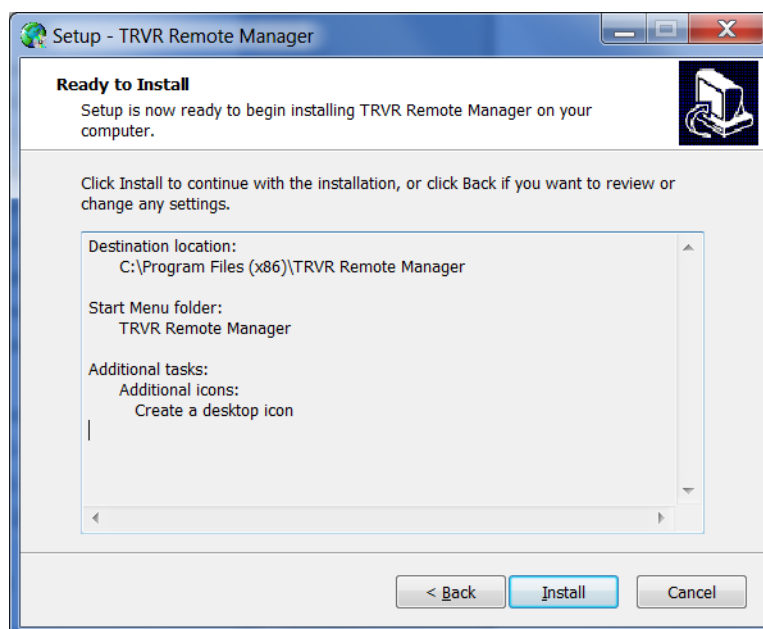 Setup - TRVR Remote Manager
Ready to Install
Setup is now ready to begin installing TRVR Remote Manager on your
computer.
Click Install to continue with the installation, or click Back if you want to review or
change any settings.
Destination location:
C:\Program Files (x86)\TRVR Remote Manager
Start Menu folder:
TRVR Remote Manager
Additional tasks:
Additional icons:
Create a desktop icon
< Back
Install
Cancel